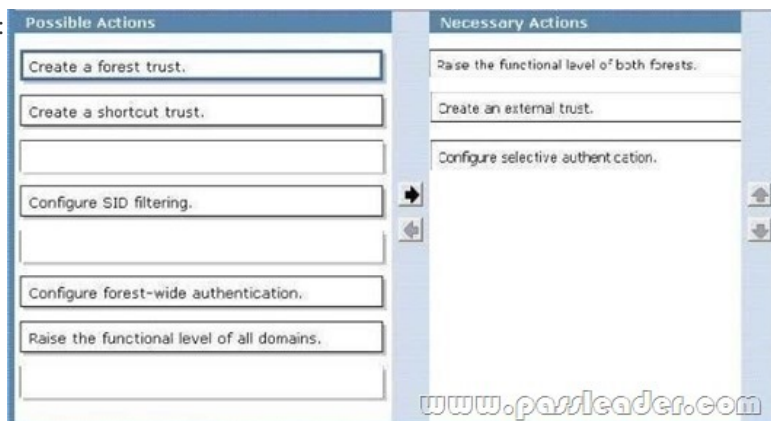 :
Possible Actions
Create a forest trust.
Create a shortcut trust.
Configure SID filtering.
Configure forest-wide authentication.
Raise the functional level of all domains.
Necessary Actions
Raise the functional level of both forests.
Create an external trust.
Configure selective authentication.
www.passleader.com